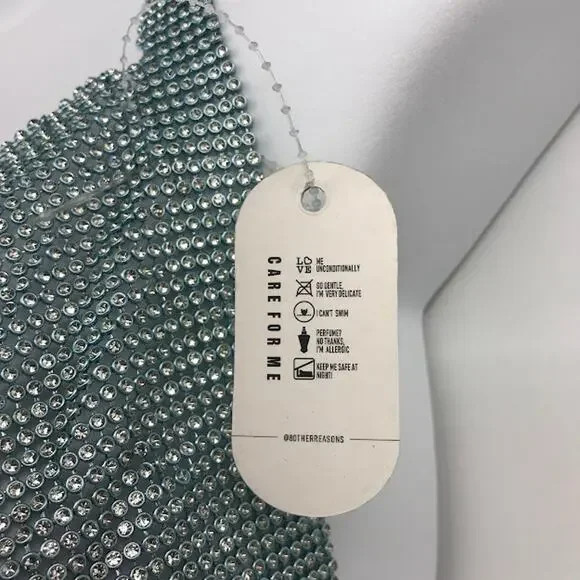 CARE FOR ME
LOVE ME
UNCONDITIONALLY
GO GENTLE,
I'M VERY DELICATE
I CAN'T SWIM
PERFUME?
NO THANKS,
I'M ALLERGIC
KEEP ME SAFE AT
NIGHT!
@8OTHERREASONS